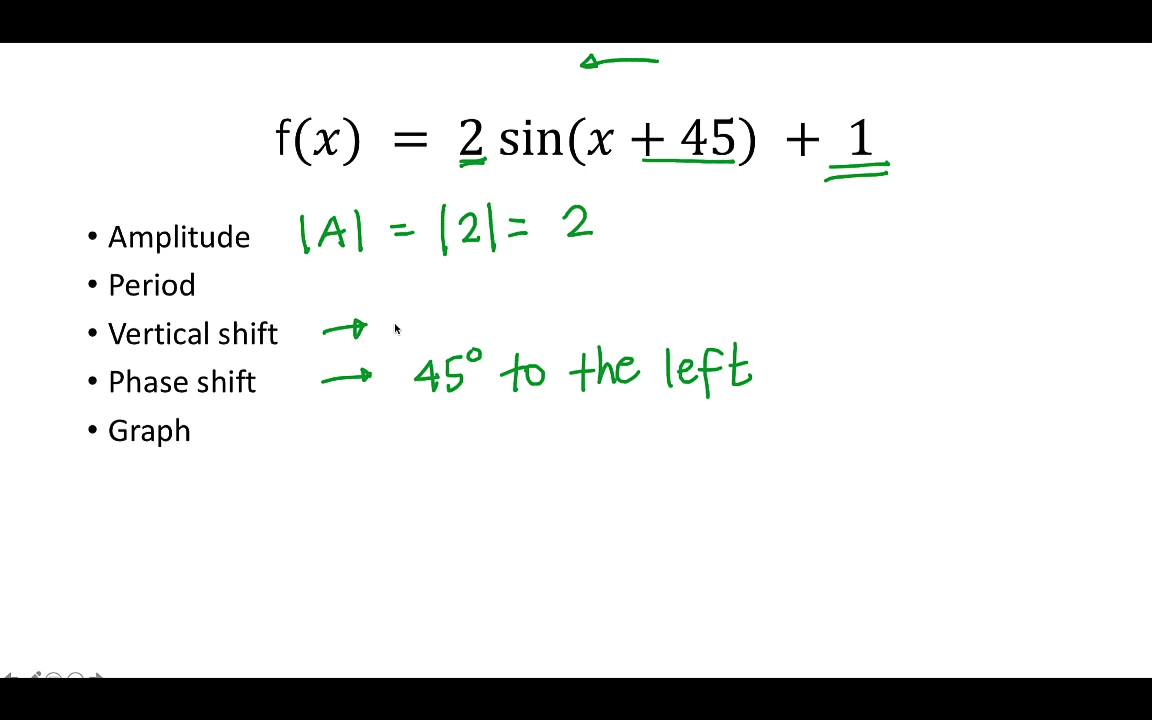 f(x) = 2 sin(x + 45) + 1
• Amplitude |A| = |2| = 2
• Period
• Vertical shift →
• Phase shift → 45° to the left
• Graph